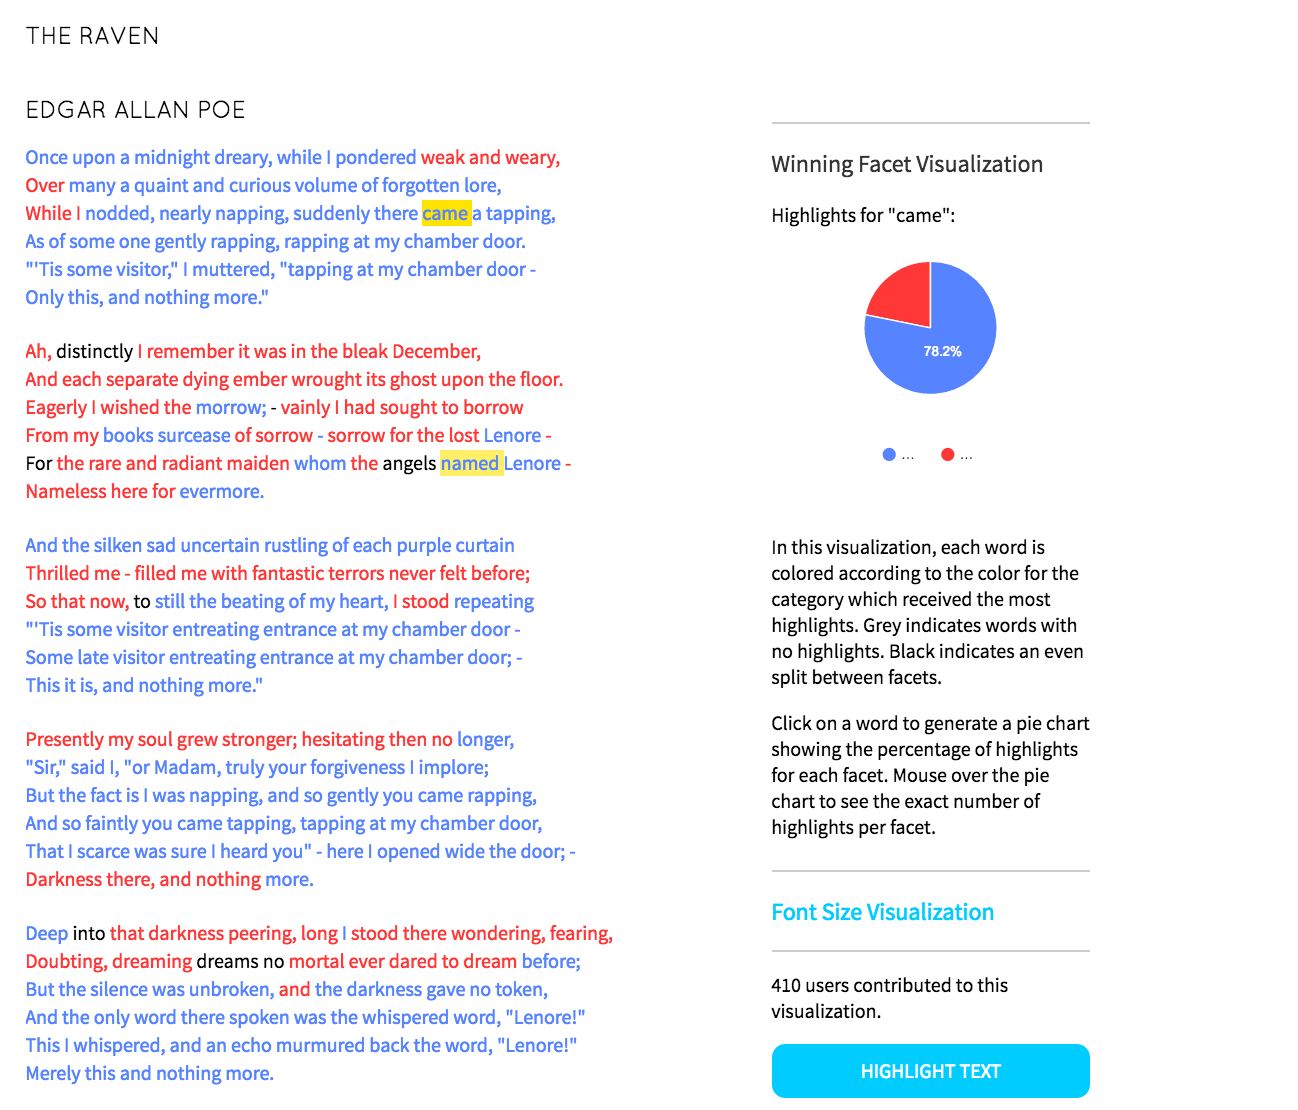 THE RAVEN
EDGAR ALLAN POE
Once upon a midnight dreary, while I pondered weak and weary,
Over many a quaint and curious volume of forgotten lore,
While I nodded, nearly napping, suddenly there came a tapping,
As of some one gently rapping, rapping at my chamber door.
"'Tis some visitor," I muttered, "tapping at my chamber door -
Only this, and nothing more."
Ah, distinctly I remember it was in the bleak December,
And each separate dying ember wrought its ghost upon the floor.
Eagerly I wished the morrow; - vainly I had sought to borrow
From my books surcease of sorrow - sorrow for the lost Lenore -
For the rare and radiant maiden whom the angels named Lenore -
Nameless here for evermore.
And the silken sad uncertain rustling of each purple curtain
Thrilled me - filled me with fantastic terrors never felt before;
So that now, to still the beating of my heart, I stood repeating
"'Tis some visitor entreating entrance at my chamber door -
Some late visitor entreating entrance at my chamber door; -
This it is, and nothing more."
Presently my soul grew stronger; hesitating then no longer,
"Sir," said I, "or Madam, truly your forgiveness I implore;
But the fact is I was napping, and so gently you came rapping,
And so faintly you came tapping, tapping at my chamber door,
That I scarce was sure I heard you" - here I opened wide the door; -
Darkness there, and nothing more.
Deep into that darkness peering, long I stood there wondering, fearing,
Doubting, dreaming dreams no mortal ever dared to dream before;
But the silence was unbroken, and the darkness gave no token,
And the only word there spoken was the whispered word, "Lenore!"
This I whispered, and an echo murmured back the word, "Lenore!"
Merely this and nothing more.
Winning Facet Visualization
Highlights for "came":
78.2%
... ...
In this visualization, each word is
colored according to the color for the
category which received the most
highlights. Grey indicates words with
no highlights. Black indicates an even
split between facets.
Click on a word to generate a pie chart
showing the percentage of highlights
for each facet. Mouse over the pie
chart to see the exact number of
highlights per facet.
Font Size Visualization
410 users contributed to this
visualization.
HIGHLIGHT TEXT